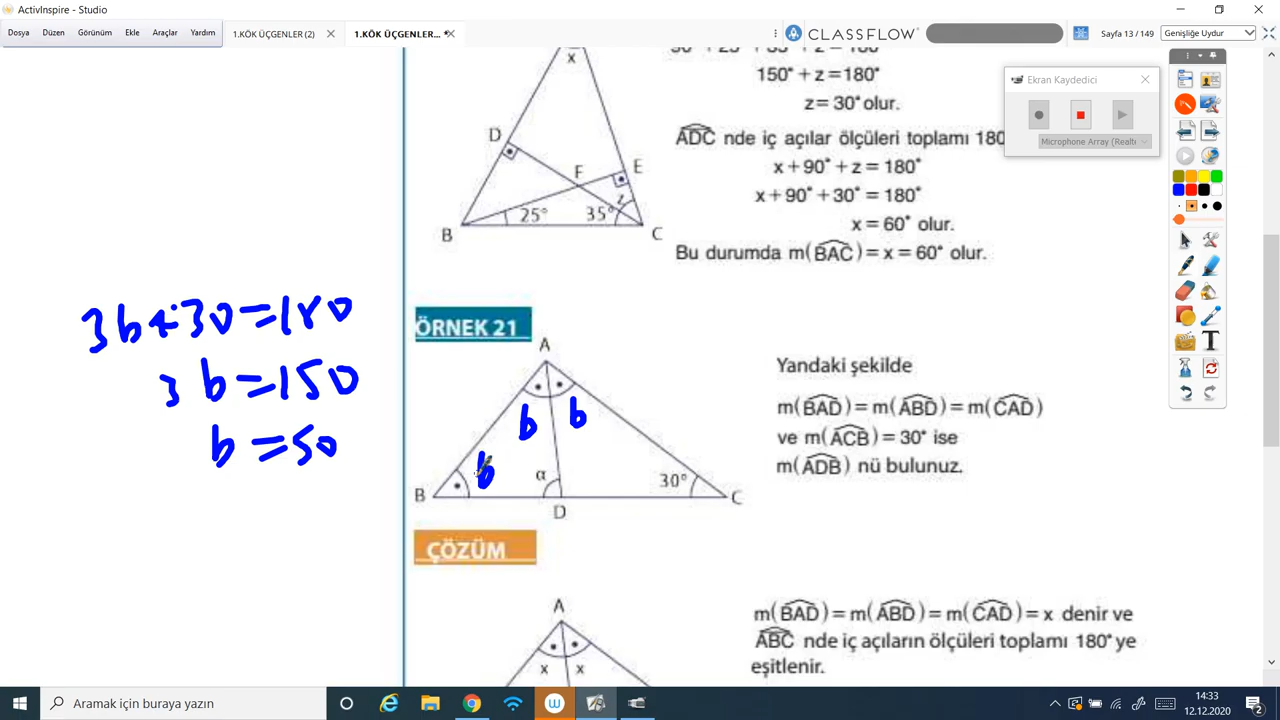 ActivInspire - Studio
Dosya Düzen Görünüm Ekle Araçlar Yardım
1.KÖK ÜÇGENLER (2)
1.KÖK ÜÇGENLER...*
CLASSFLOW
Sayfa 13 / 149
Genişliğe Uydur
Ekran Kaydedici
Microphone Array (Realt
x
D
E
F
z
25°
35°
B
C
150° + z = 180°
z = 30° olur.
ADC nde iç açılar ölçüleri toplamı 180
x + 90° + z = 180°
x + 90° + 30° = 180°
x = 60° olur.
Bu durumda m(BAC) = x = 60° olur.
3b+30=180
3b=150
b=50
ÖRNEK 21
A
b b
b
α
30°
B
D
C
Yandaki şekilde
m(BAD) = m(ABD) = m(CAD)
ve m(ACB) = 30° ise
m(ADB) nü bulunuz.
ÇÖZÜM
A
x x
m(BAD) = m(ABD) = m(CAD) = x denir ve
ABC nde iç açıların ölçüleri toplamı 180° ye
eşitlenir.
T
Aramak için buraya yazın
W
14:33
12.12.2020
2